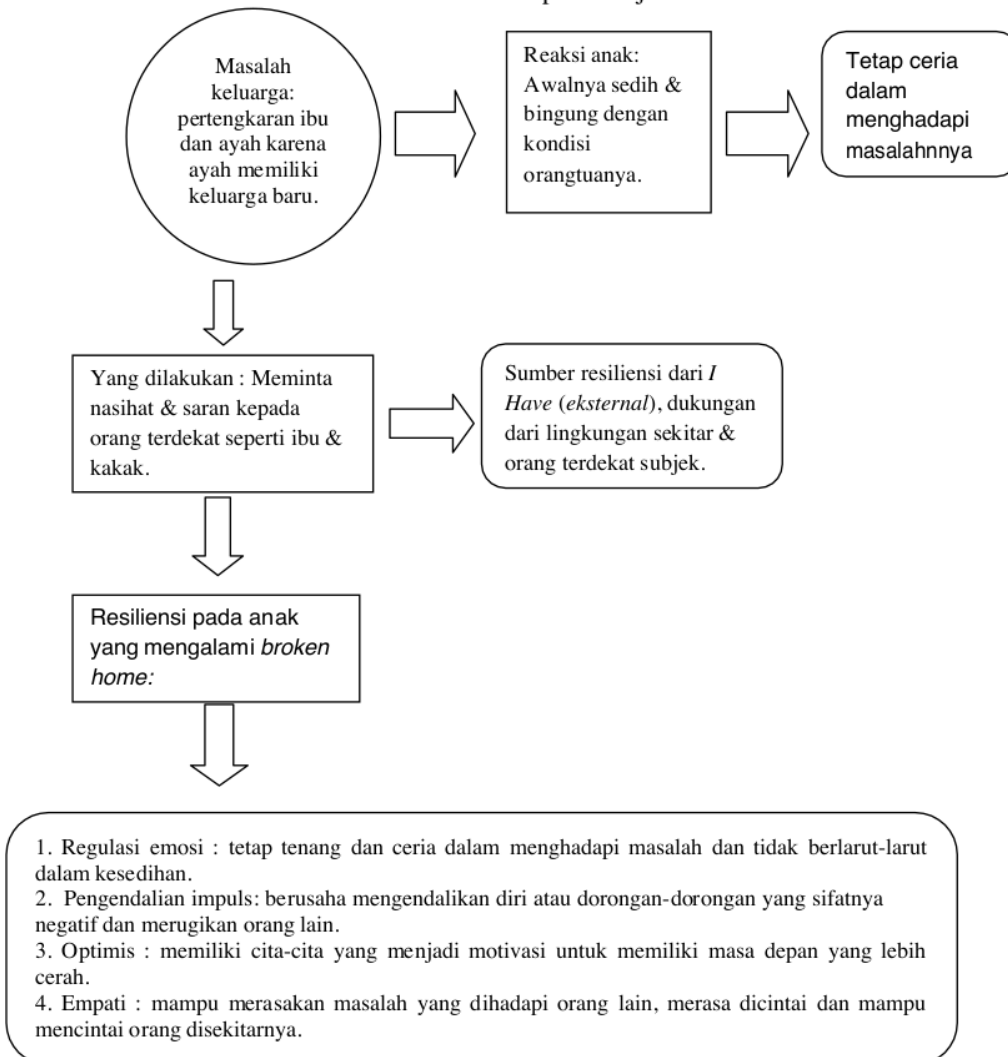 Masalah
keluarga:
pertengkaran ibu
dan ayah karena
ayah memiliki
keluarga baru.
Reaksi anak:
Awalnya sedih &
bingung dengan
kondisi
orangtuanya.
Tetap ceria
dalam
menghadapi
masalahnnya
Yang dilakukan : Meminta
nasihat & saran kepada
orang terdekat seperti ibu &
kakak.
Sumber resiliensi dari I
Have (eksternal), dukungan
dari lingkungan sekitar &
orang terdekat subjek.
Resiliensi pada anak
yang mengalami broken
home:
1. Regulasi emosi : tetap tenang dan ceria dalam menghadapi masalah dan tidak berlarut-larut
dalam kesedihan.
2. Pengendalian impuls: berusaha mengendalikan diri atau dorongan-dorongan yang sifatnya
negatif dan merugikan orang lain.
3. Optimis : memiliki cita-cita yang menjadi motivasi untuk memiliki masa depan yang lebih
cerah.
4. Empati : mampu merasakan masalah yang dihadapi orang lain, merasa dicintai dan mampu
mencintai orang disekitarnya.